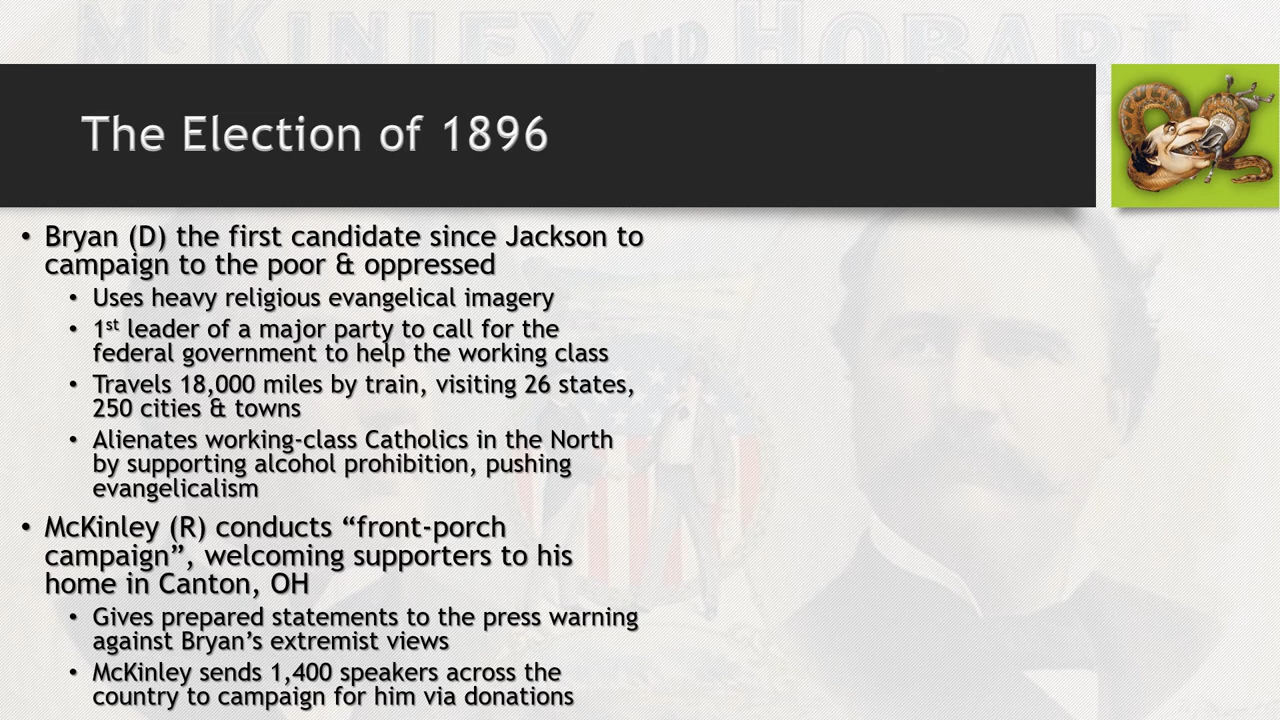 McKINLEY AND HOBART
The Election of 1896
• Bryan (D) the first candidate since Jackson to
campaign to the poor & oppressed
• Uses heavy religious evangelical imagery
• 1st leader of a major party to call for the
federal government to help the working class
• Travels 18,000 miles by train, visiting 26 states,
250 cities & towns
• Alienates working-class Catholics in the North
by supporting alcohol prohibition, pushing
evangelicalism
• McKinley (R) conducts “front-porch
campaign”, welcoming supporters to his
home in Canton, OH
• Gives prepared statements to the press warning
against Bryan’s extremist views
• McKinley sends 1,400 speakers across the
country to campaign for him via donations